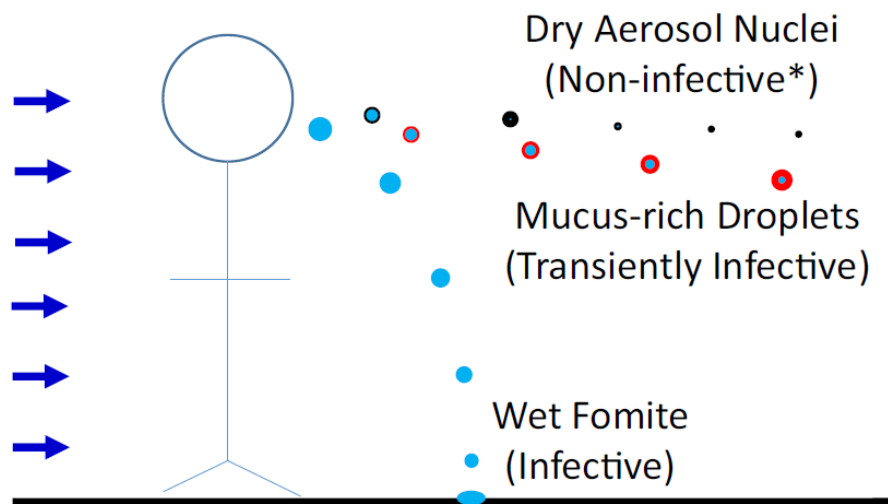 Dry Aerosol Nuclei
(Non-infective*)
Mucus-rich Droplets
(Transiently Infective)
Wet Fomite
(Infective)